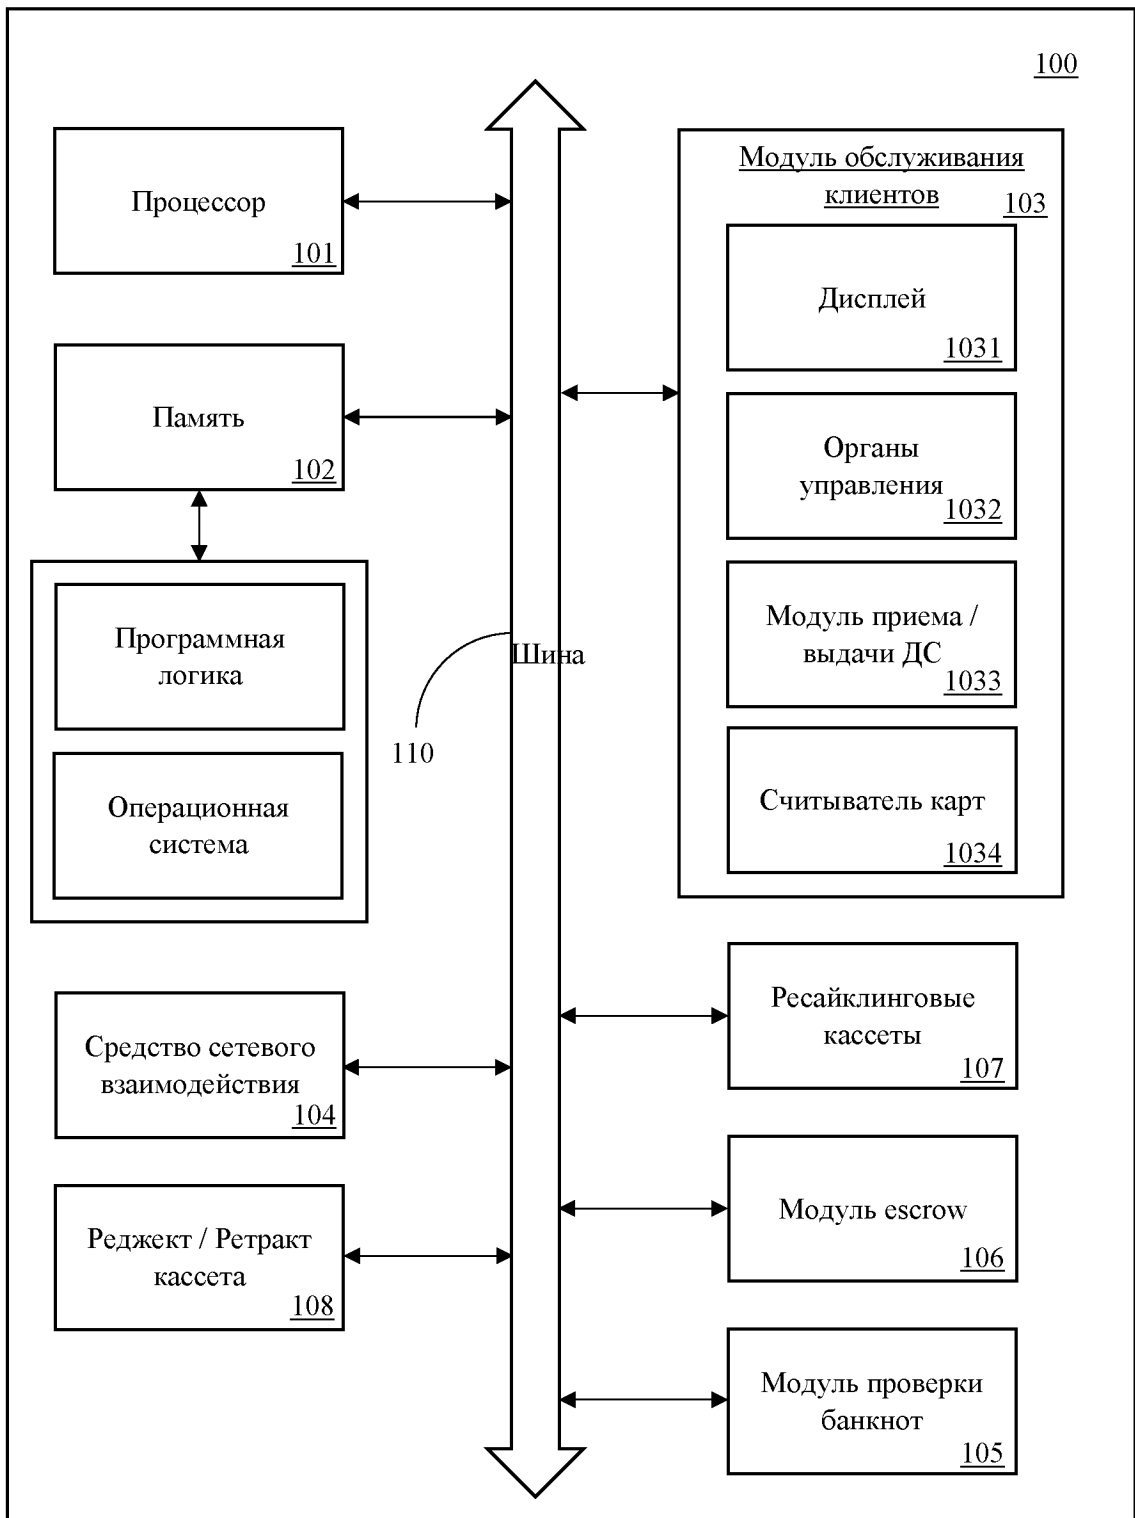 100
Процессор
101
Память
102
Программная
логика
Операционная
система
Средство сетевого
взаимодействия
104
Реджект / Ретракт
кассета
108
Шина
110
Модуль обслуживания
клиентов
103
Дисплей
1031
Органы
управления
1032
Модуль приема /
выдачи ДС
1033
Считыватель карт
1034
Ресайклинговые
кассеты
107
Модуль escrow
106
Модуль проверки
банкнот
105